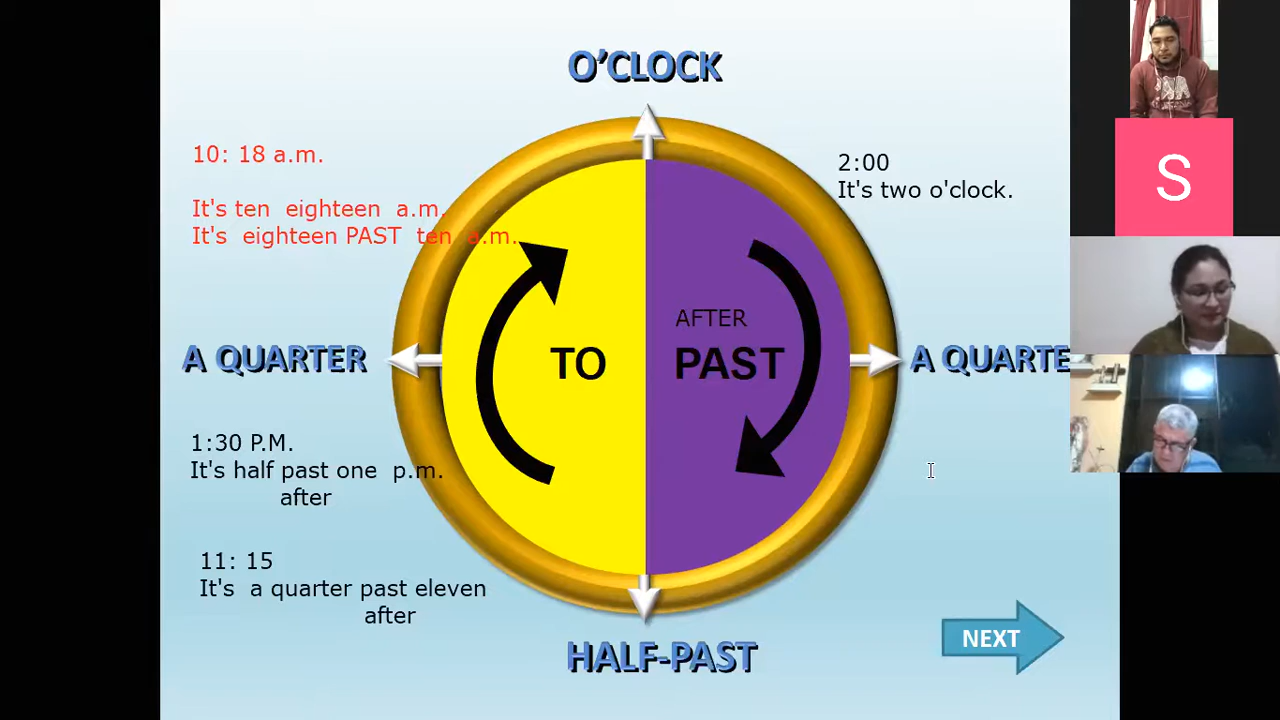 O'CLOCK
10: 18 a.m.
It's ten eighteen a.m.
It's eighteen PAST ten a.m.
2:00
It's two o'clock.
S
AFTER
A QUARTER
TO
PAST
A QUARTE
1:30 P.M.
It's half past one p.m.
after
11: 15
It's a quarter past eleven
after
HALF-PAST
NEXT